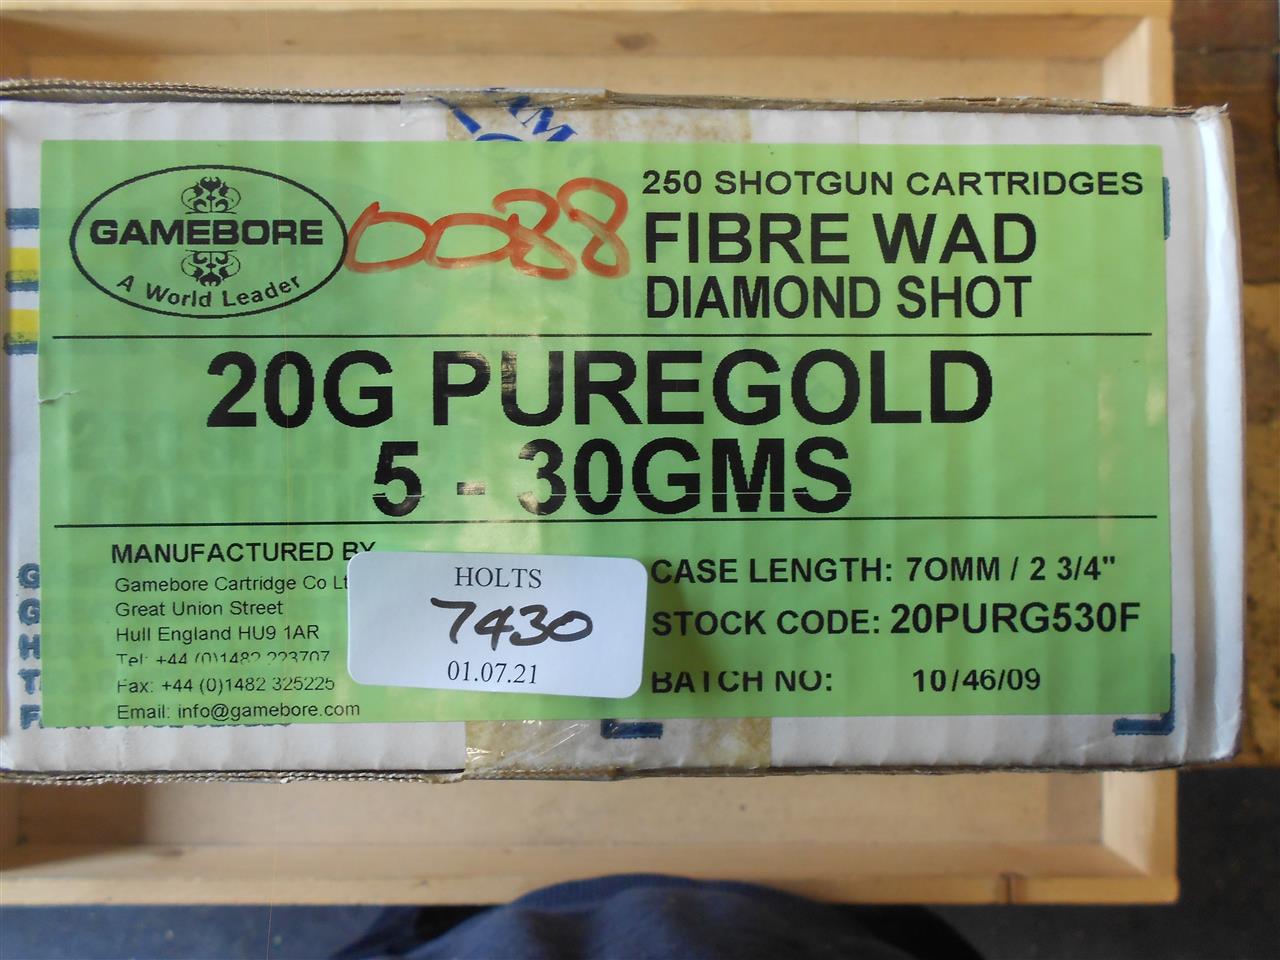 GAMEBORE
A World Leader
0088
250 SHOTGUN CARTRIDGES
FIBRE WAD
DIAMOND SHOT
20G PUREGOLD
5 - 30GMS
MANUFACTURED BY
Gamebore Cartridge Co
Great Union Street
Hull England HU9 1AR
Tel: +44 (0)1482 223707
Fax: +44 (0)1482 325225
Email: info@gamebore.com
HOLTS
7430
01.07.21
CASE LENGTH: 70MM / 2 3/4"
STOCK CODE: 20PURG530F
BATCH NO: 10/46/09